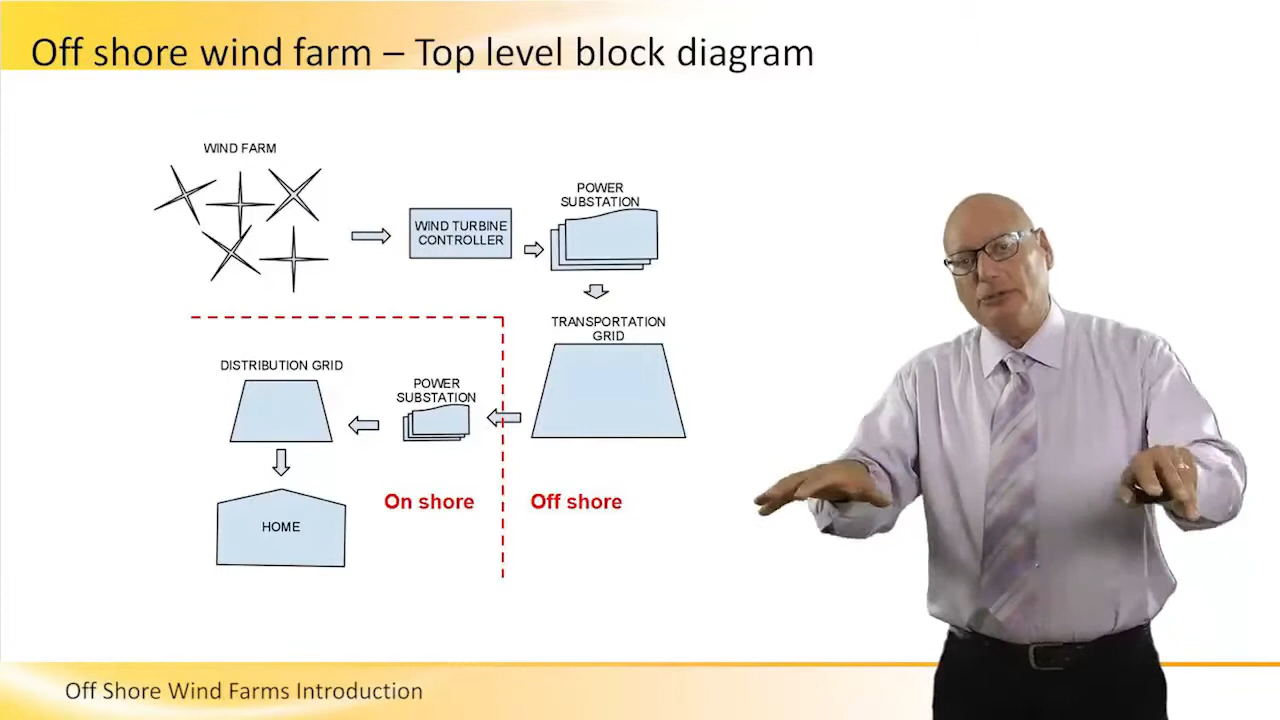 Off shore wind farm – Top level block diagram
WIND FARM
WIND TURBINE
CONTROLLER
POWER
SUBSTATION
TRANSPORTATION
GRID
POWER
SUBSTATION
DISTRIBUTION GRID
HOME
On shore
Off shore
Off Shore Wind Farms Introduction